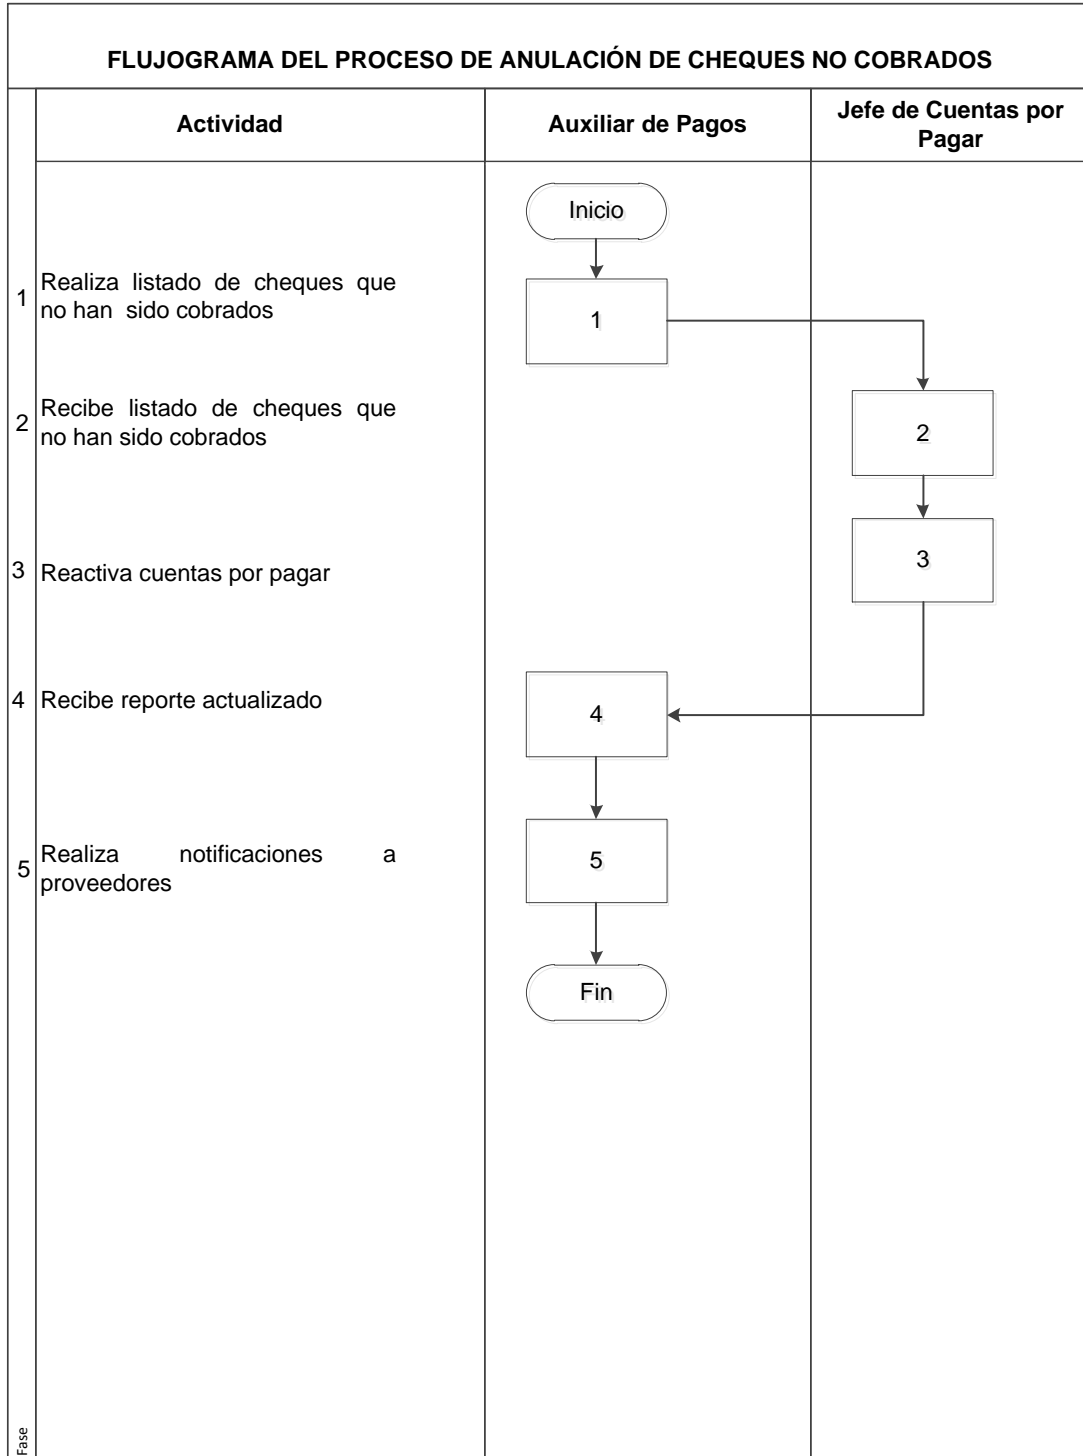 FLUJOGRAMA DEL PROCESO DE ANULACIÓN DE CHEQUES NO COBRADOS
Actividad
Auxiliar de Pagos
Jefe de Cuentas por
Pagar
Inicio
1
Realiza listado de cheques que
no han sido cobrados
1
2
Recibe listado de cheques que
no han sido cobrados
2
3
Reactiva cuentas por pagar
3
4
Recibe reporte actualizado
4
5
Realiza notificaciones a
proveedores
5
Fin
Fase